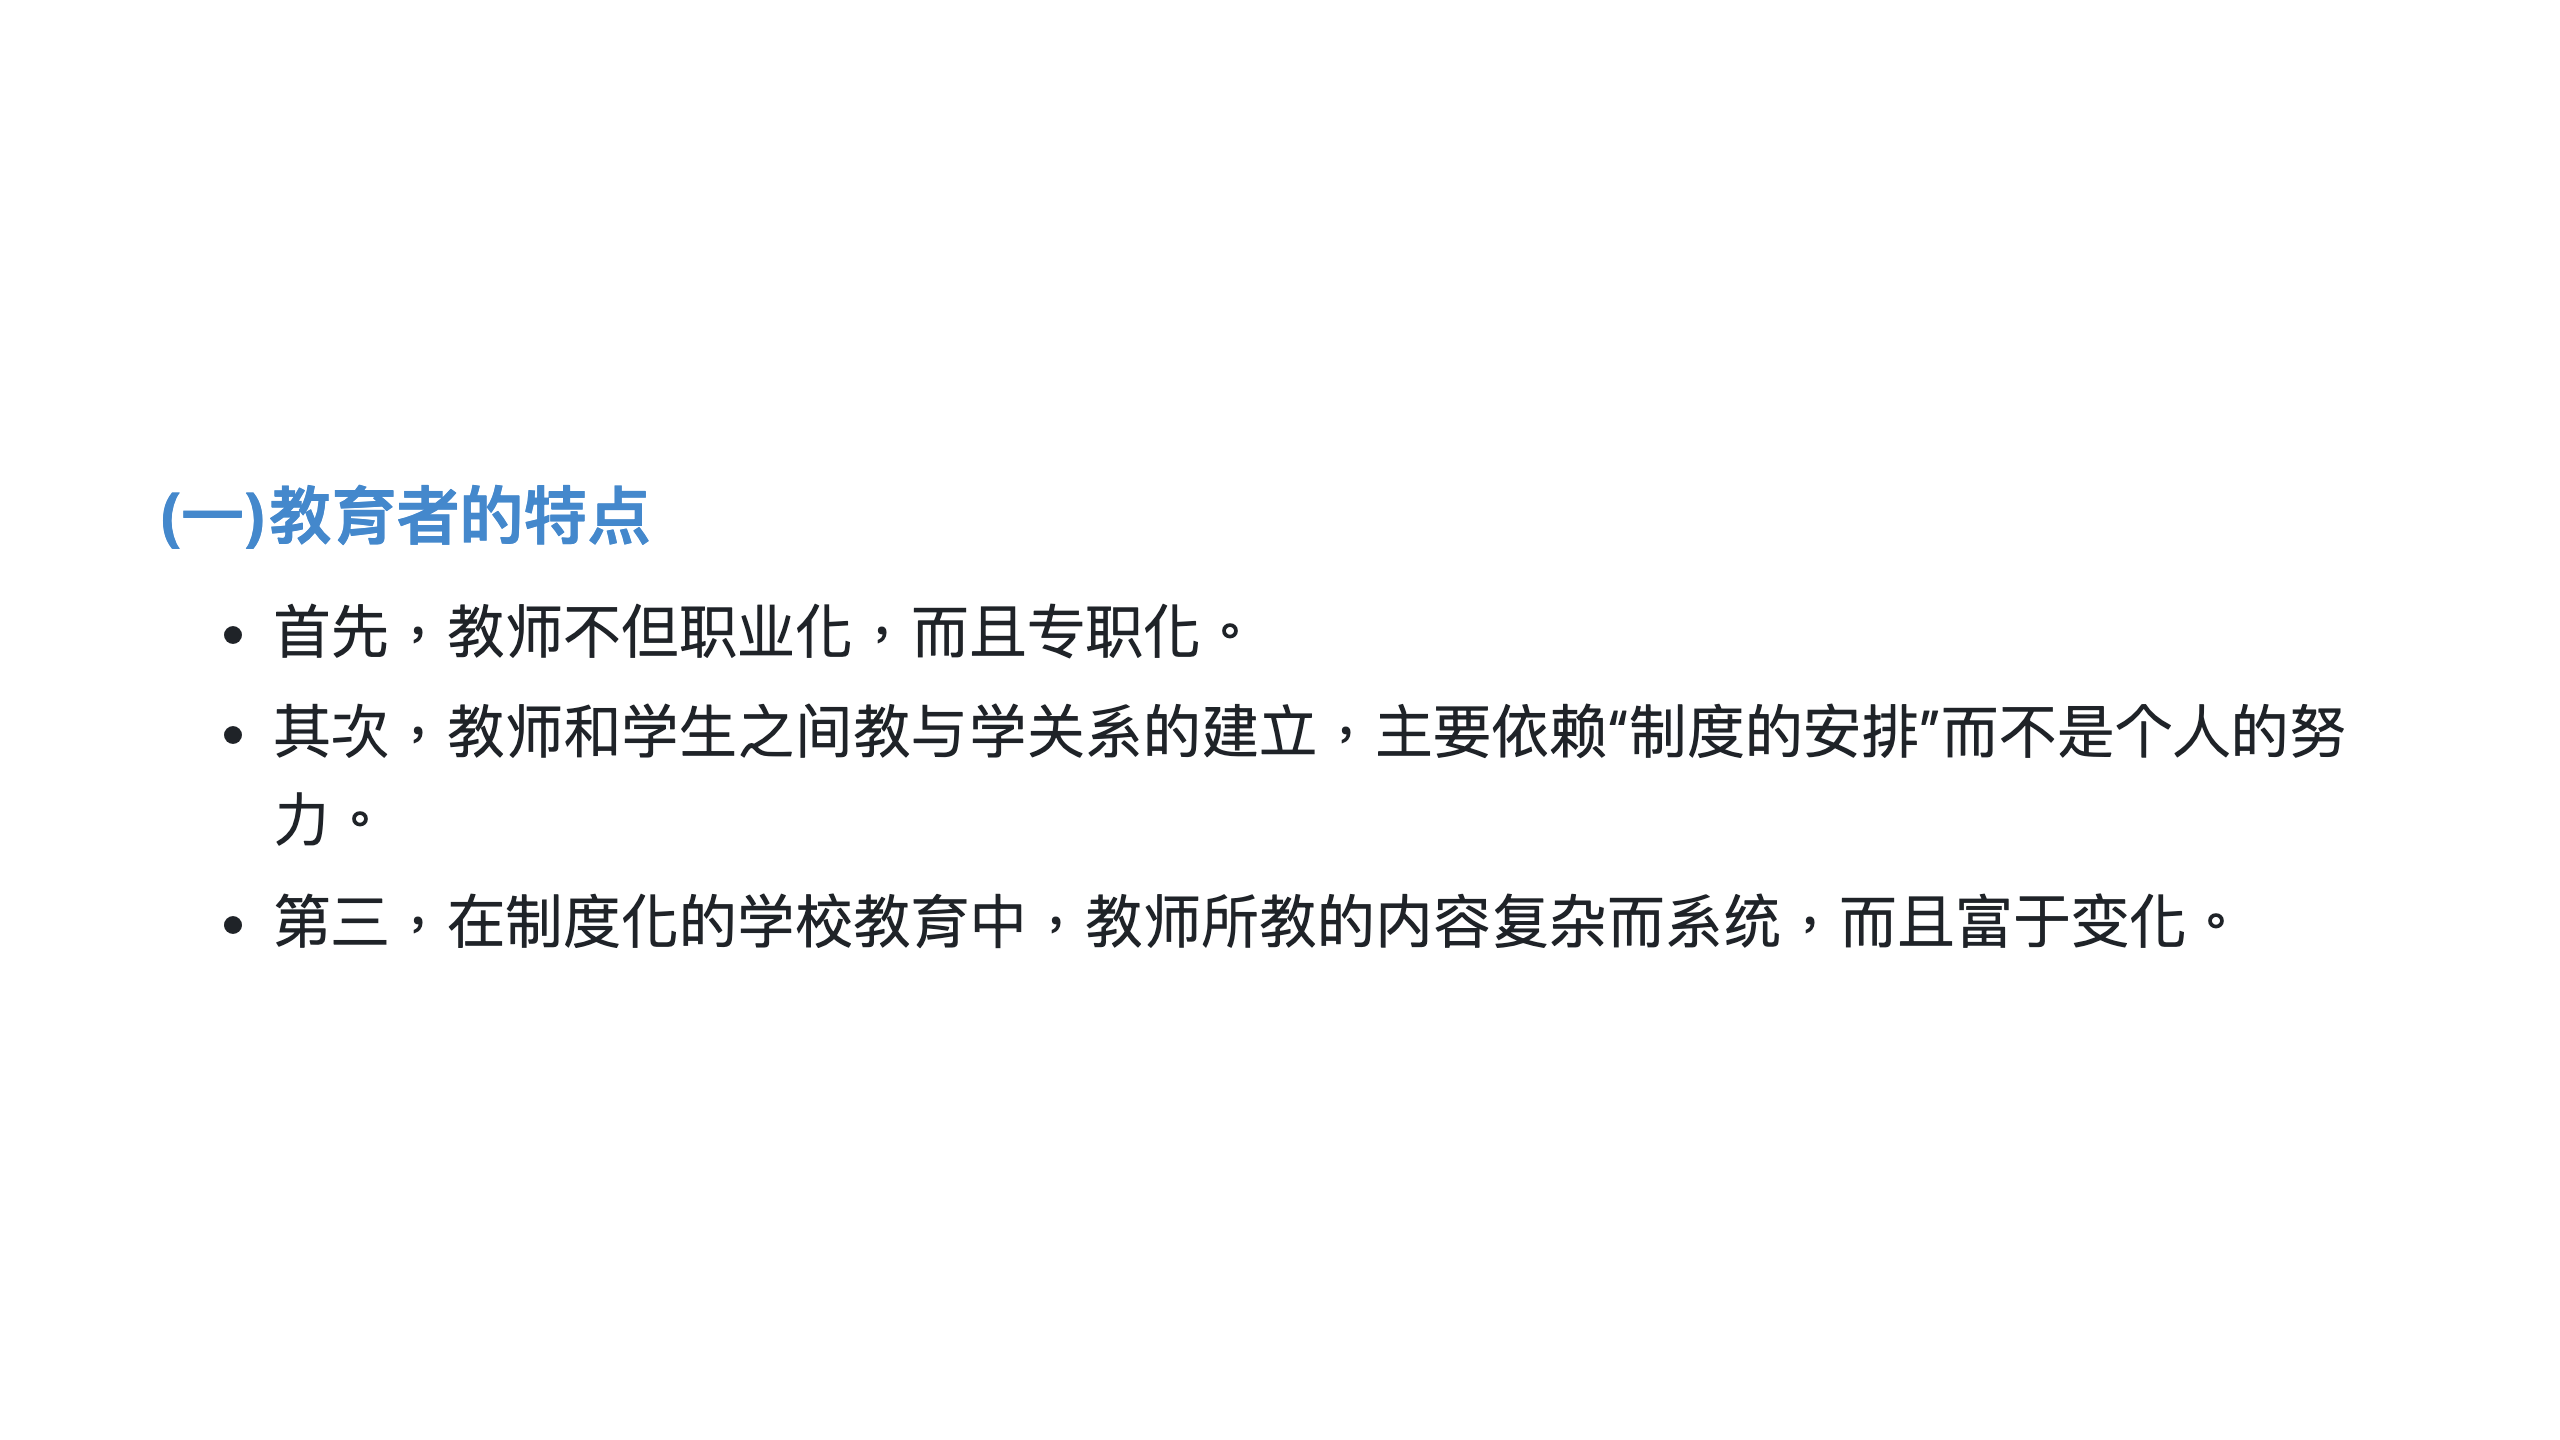 (一)教育者的特点
• 首先，教师不但职业化，而且专职化。
• 其次，教师和学生之间教与学关系的建立，主要依赖“制度的安排”而不是个人的努
力。
• 第三，在制度化的学校教育中，教师所教的内容复杂而系统，而且富于变化。